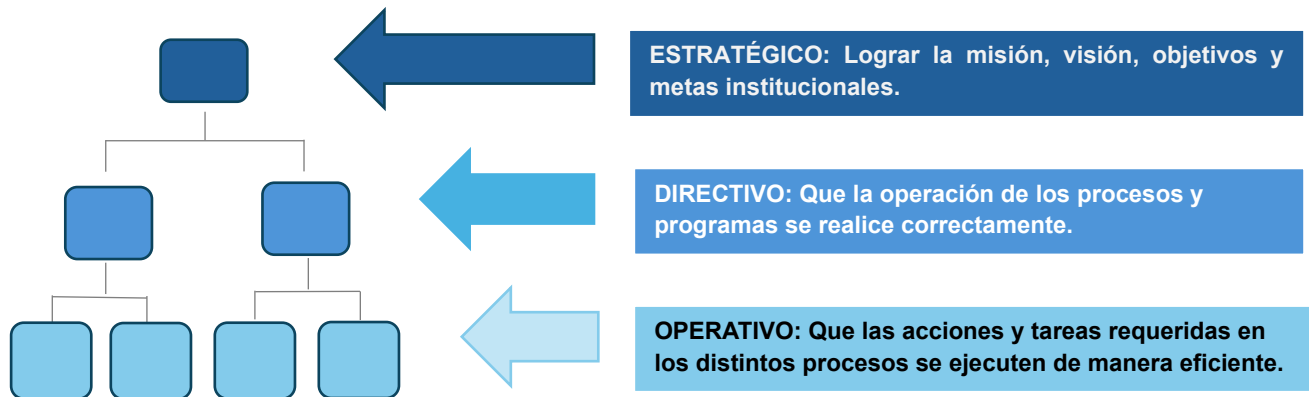 ESTRATÉGICO: Lograr la misión, visión, objetivos y
metas institucionales.
DIRECTIVO: Que la operación de los procesos y
programas se realice correctamente.
OPERATIVO: Que las acciones y tareas requeridas en
los distintos procesos se ejecuten de manera eficiente.